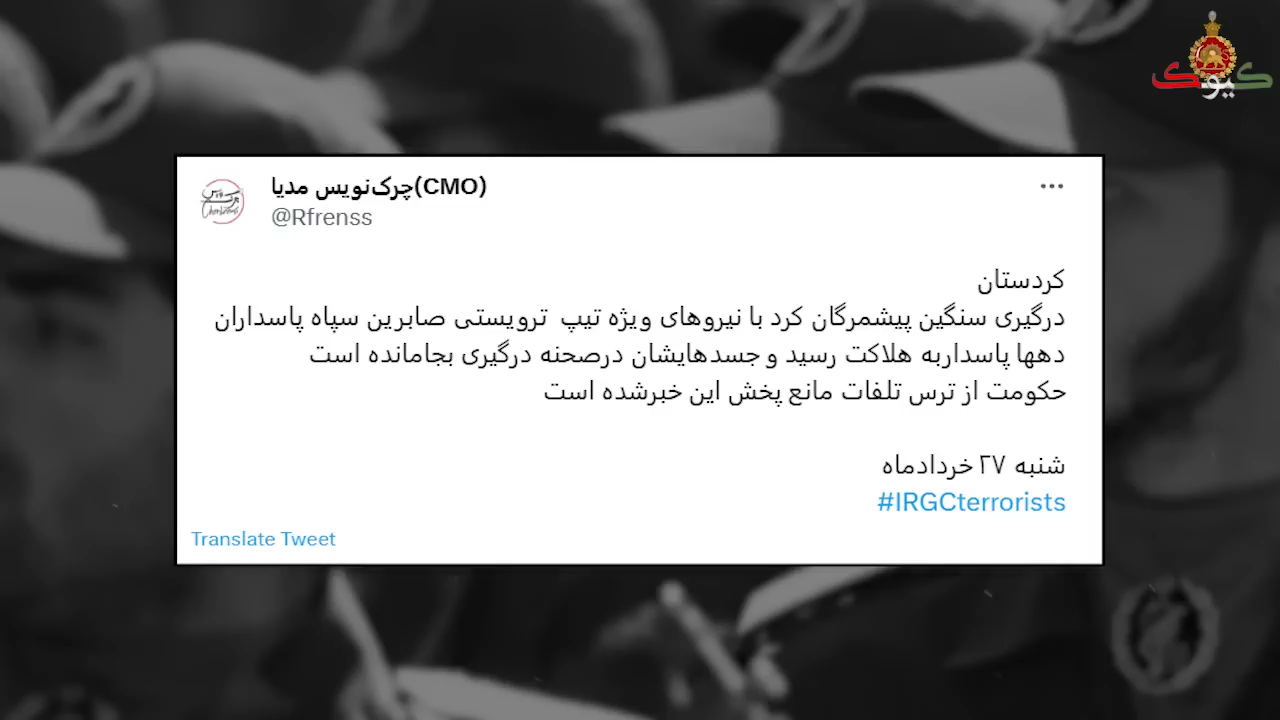 کیوک
چرک‌نویس مدیا(CMO)
@Rfrenss
کردستان
درگیری سنگین پیشمرگان کرد با نیروهای ویژه تیپ ترویستی صابرین سپاه پاسداران
دهها پاسداربه هلاکت رسید و جسدهایشان درصحنه درگیری بجامانده است
حکومت از ترس تلفات مانع پخش این خبرشده است
شنبه ۲۷ خردادماه
#IRGCterrorists
Translate Tweet